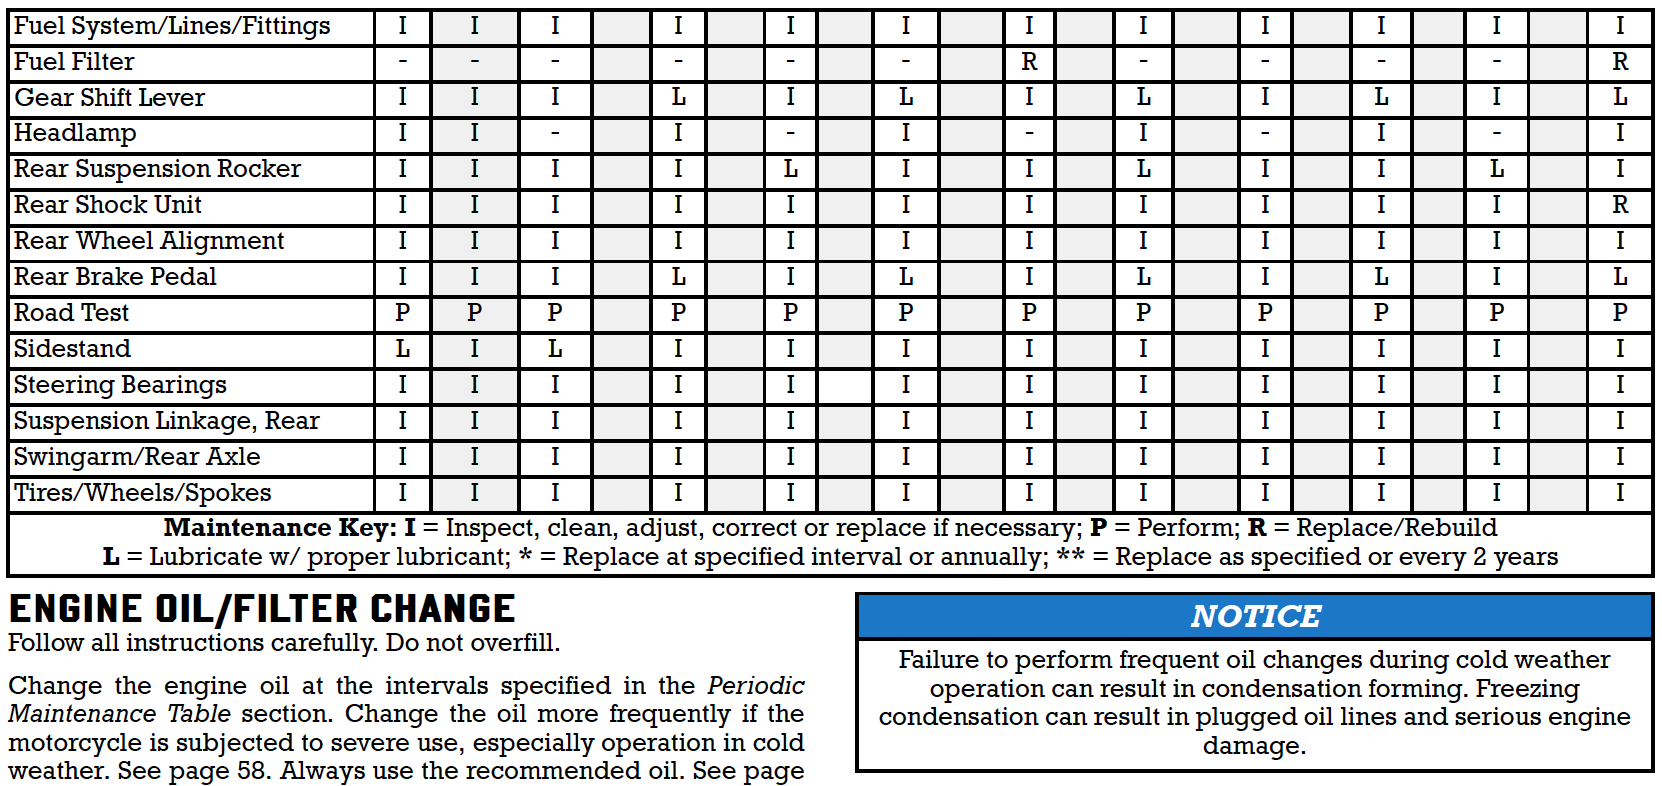 Fuel System/Lines/Fittings I I I I I I I I I I I I
Fuel Filter - - - - - - R - - - - R
Gear Shift Lever I I I L I L I L I L I L
Headlamp I I - I - I - I - I - I
Rear Suspension Rocker I I I I L I I L I I L I
Rear Shock Unit I I I I I I I I I I I R
Rear Wheel Alignment I I I I I I I I I I I I
Rear Brake Pedal I I I L I L I L I L I L
Road Test P P P P P P P P P P P P
Sidestand L I L I I I I I I I I I
Steering Bearings I I I I I I I I I I I I
Suspension Linkage, Rear I I I I I I I I I I I I
Swingarm/Rear Axle I I I I I I I I I I I I
Tires/Wheels/Spokes I I I I I I I I I I I I
Maintenance Key: I = Inspect, clean, adjust, correct or replace if necessary; P = Perform; R = Replace/Rebuild
L = Lubricate w/ proper lubricant; * = Replace at specified interval or annually; ** = Replace as specified or every 2 years
ENGINE OIL/FILTER CHANGE
Follow all instructions carefully. Do not overfill.
Change the engine oil at the intervals specified in the Periodic
Maintenance Table section. Change the oil more frequently if the
motorcycle is subjected to severe use, especially operation in cold
weather. See page 58. Always use the recommended oil. See page
NOTICE
Failure to perform frequent oil changes during cold weather
operation can result in condensation forming. Freezing
condensation can result in plugged oil lines and serious engine
damage.